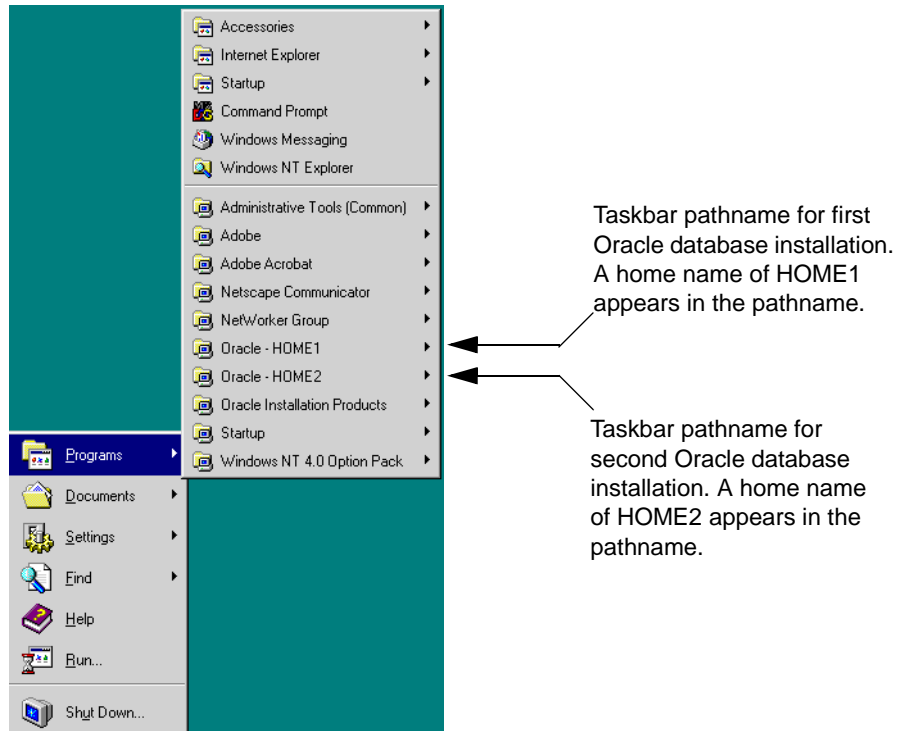 Accessories
Internet Explorer
Startup
Command Prompt
Windows Messaging
Windows NT Explorer
Administrative Tools (Common)
Adobe
Adobe Acrobat
Netscape Communicator
NetWorker Group
Oracle - HOME1
Oracle - HOME2
Oracle Installation Products
Startup
Windows NT 4.0 Option Pack
Programs
Documents
Settings
Find
Help
Run...
Shut Down...
Taskbar pathname for first
Oracle database installation.
A home name of HOME1
appears in the pathname.
Taskbar pathname for
second Oracle database
installation. A home name
of HOME2 appears in the
pathname.